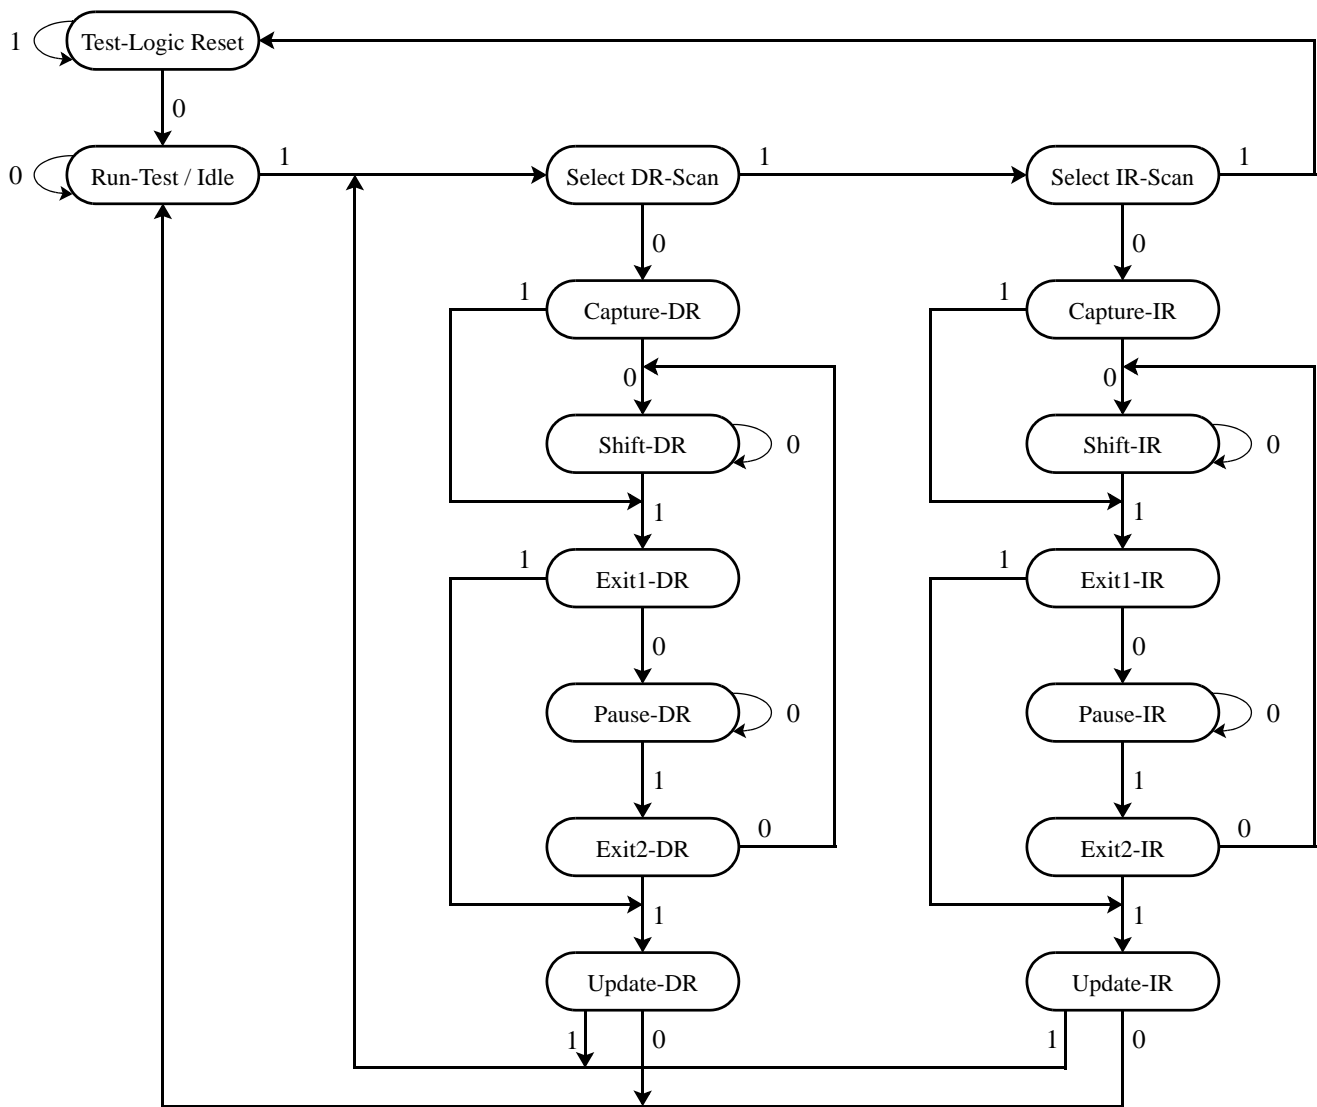 1
Test-Logic Reset
0
0
Run-Test / Idle
1
Select DR-Scan
1
Select IR-Scan
1
0
0
1
Capture-DR
1
Capture-IR
0
0
Shift-DR
0
Shift-IR
0
1
1
1
Exit1-DR
1
Exit1-IR
0
0
Pause-DR
0
Pause-IR
0
1
1
Exit2-DR
0
Exit2-IR
0
1
1
Update-DR
Update-IR
1
0
1
0